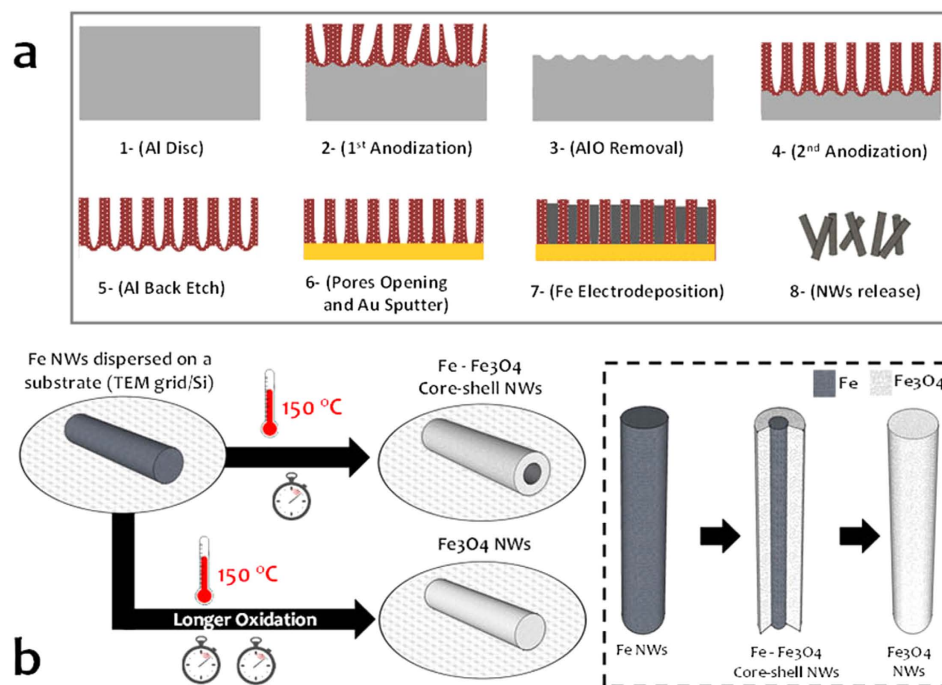 a
1- (Al Disc)
2- (1st Anodization)
3- (AlO Removal)
4- (2nd Anodization)
5- (Al Back Etch)
6- (Pores Opening
and Au Sputter)
7- (Fe Electrodeposition)
8- (NWs release)
Fe NWs dispersed on a
substrate (TEM grid/Si)
150 °C
Fe - Fe3O4
Core-shell NWs
150 °C
Longer Oxidation
Fe3O4 NWs
b
Fe
Fe3O4
Fe NWs
Fe - Fe3O4
Core-shell NWs
Fe3O4
NWs